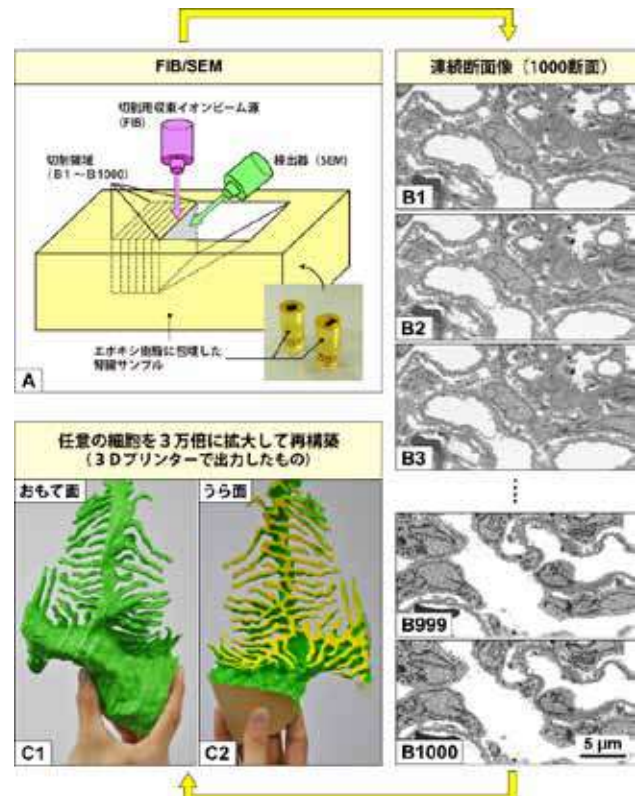 FIB/SEM
切削用収束イオンビーム源
(FIB)
切削領域
(B1~B1000)
検出器(SEM)
エポキシ樹脂に包埋した
腎臓サンプル
A
連続断面像(1000断面)
B1
B2
B3
B999
B1000
5 μm
任意の細胞を3万倍に拡大して再構築
(3Dプリンターで出力したもの)
おもて面
うら面
C1
C2